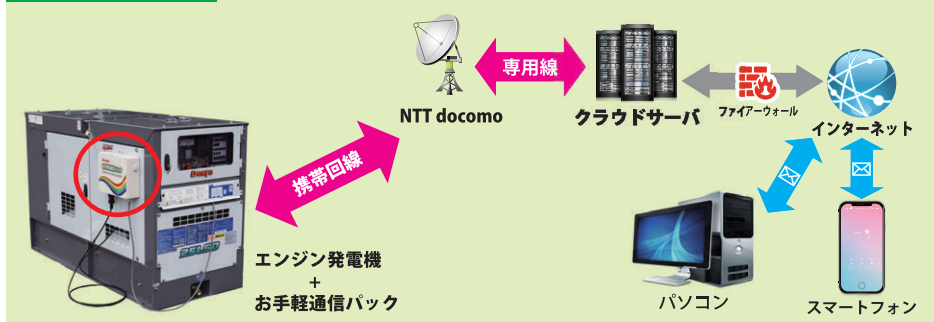 専用線
NTT docomo
クラウドサーバ
ファイアーウォール
インターネット
携帯回線
Denyo
エンジン発電機
+
お手軽通信パック
パソコン
スマートフォン